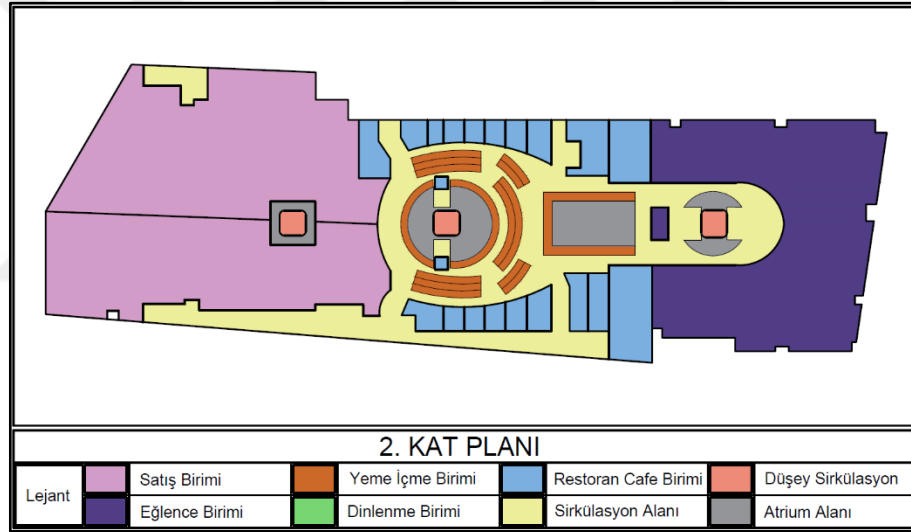 2. KAT PLANI
Lejant
Satış Birimi
Yeme İçme Birimi
Restoran Cafe Birimi
Düşey Sirkülasyon
Eğlence Birimi
Dinlenme Birimi
Sirkülasyon Alanı
Atrium Alanı